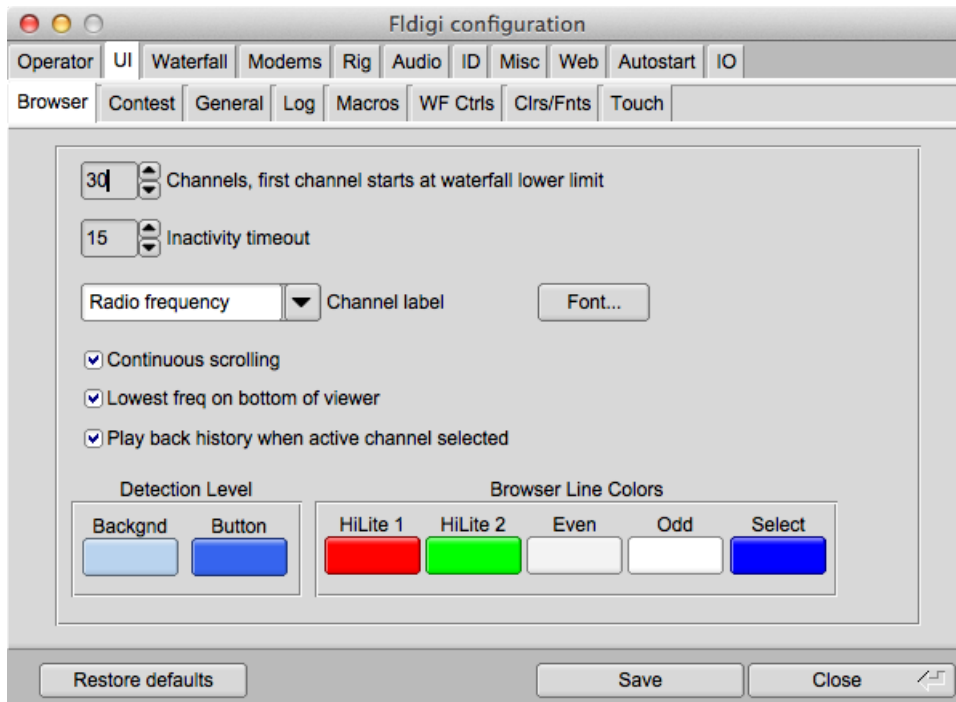 Fldigi configuration
Operator UI Waterfall Modems Rig Audio ID Misc Web Autostart IO
Browser Contest General Log Macros WF Ctrls Clrs/Fnts Touch
30 Channels, first channel starts at waterfall lower limit
15 Inactivity timeout
Radio frequency Channel label Font...
Continuous scrolling
Lowest freq on bottom of viewer
Play back history when active channel selected
Detection Level Browser Line Colors
Backgnd Button HiLite 1 HiLite 2 Even Odd Select
Restore defaults Save Close